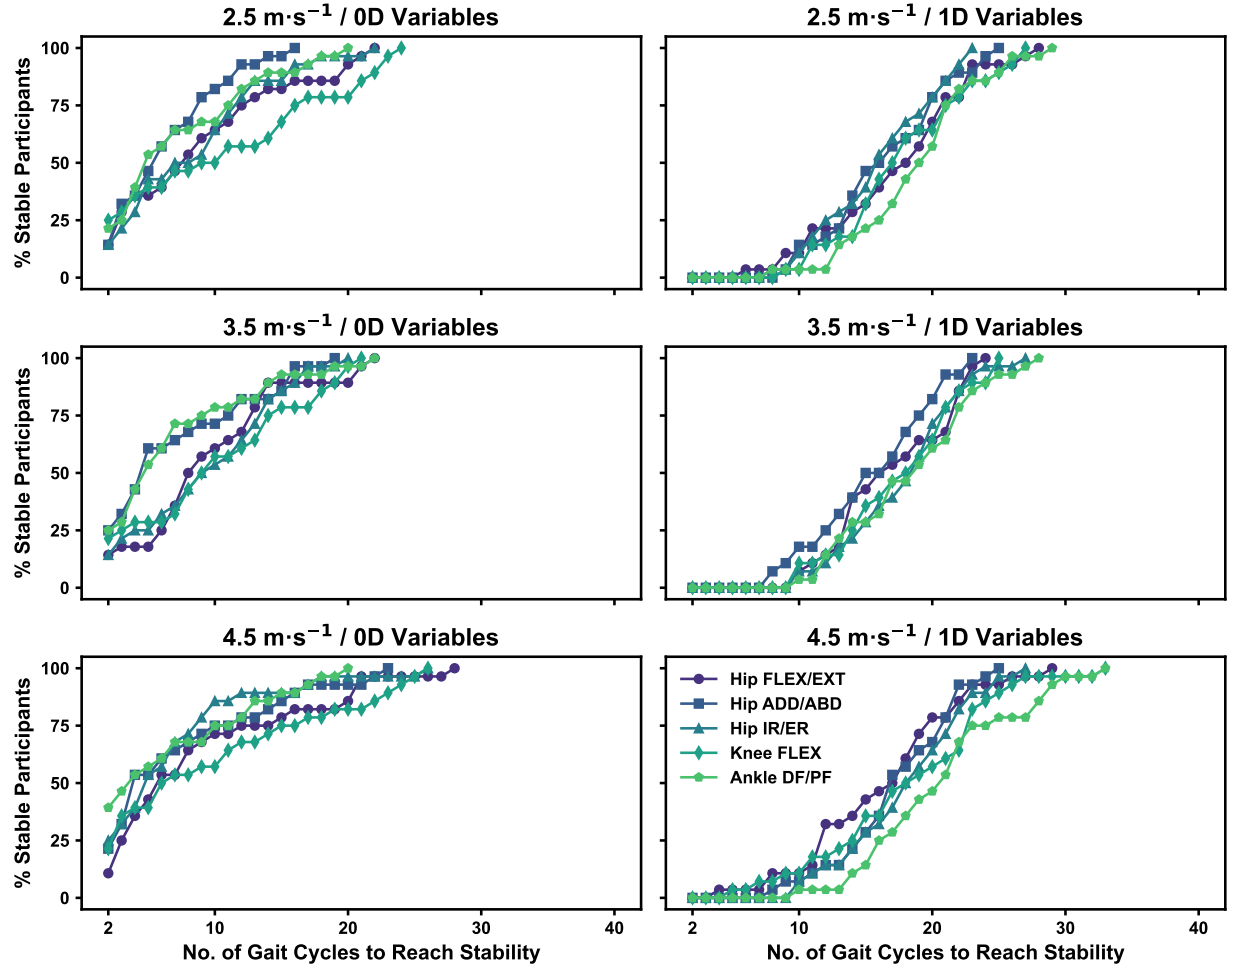 2.5 m·s⁻¹ / 0D Variables
2.5 m·s⁻¹ / 1D Variables
% Stable Participants
100
75
50
25
0
3.5 m·s⁻¹ / 0D Variables
3.5 m·s⁻¹ / 1D Variables
% Stable Participants
100
75
50
25
0
4.5 m·s⁻¹ / 0D Variables
4.5 m·s⁻¹ / 1D Variables
% Stable Participants
100
75
50
25
0
Hip FLEX/EXT
Hip ADD/ABD
Hip IR/ER
Knee FLEX
Ankle DF/PF
2 10 20 30 40
2 10 20 30 40
No. of Gait Cycles to Reach Stability
No. of Gait Cycles to Reach Stability